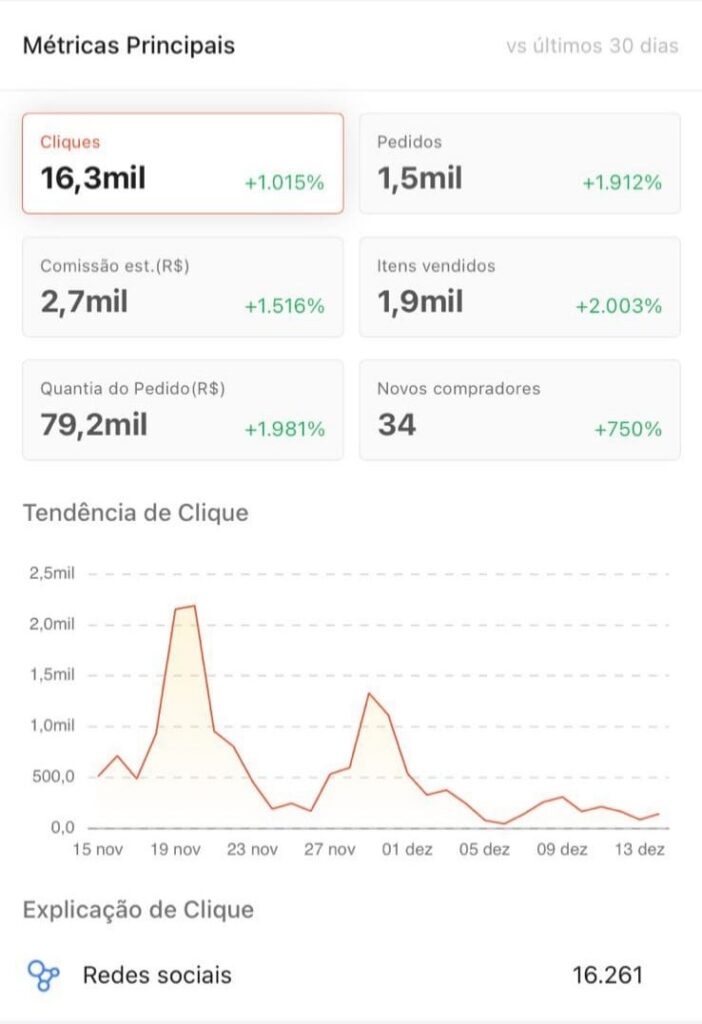 Métricas Principais vs últimos 30 dias
Cliques Pedidos
16,3mil +1.015% 1,5mil +1.912%
Comissão est.(R$) Itens vendidos
2,7mil +1.516% 1,9mil +2.003%
Quantia do Pedido(R$) Novos compradores
79,2mil +1.981% 34 +750%
Tendência de Clique
2,5mil
2,0mil
1,5mil
1,0mil
500,0
0,0
15 nov 19 nov 23 nov 27 nov 01 dez 05 dez 09 dez 13 dez
Explicação de Clique
Redes sociais 16.261